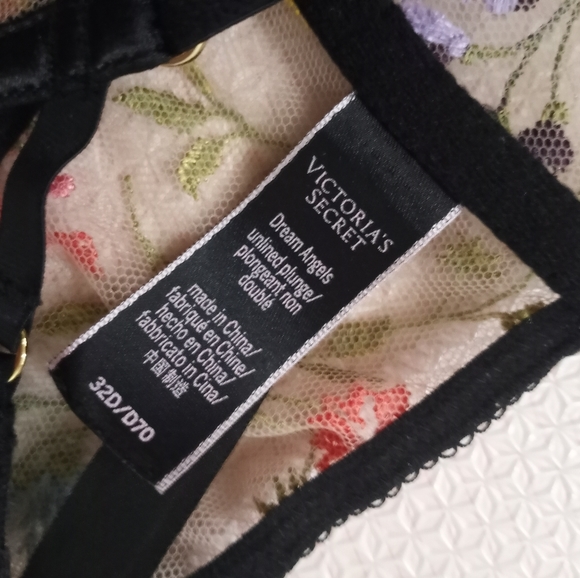 VICTORIA'S
SECRET
Dream Angels
unlined plunge/
plongeant non
doublé
made in China/
fabriqué en Chine/
hecho en China/
fabbricato in Cina/
中国制造
32D/D70